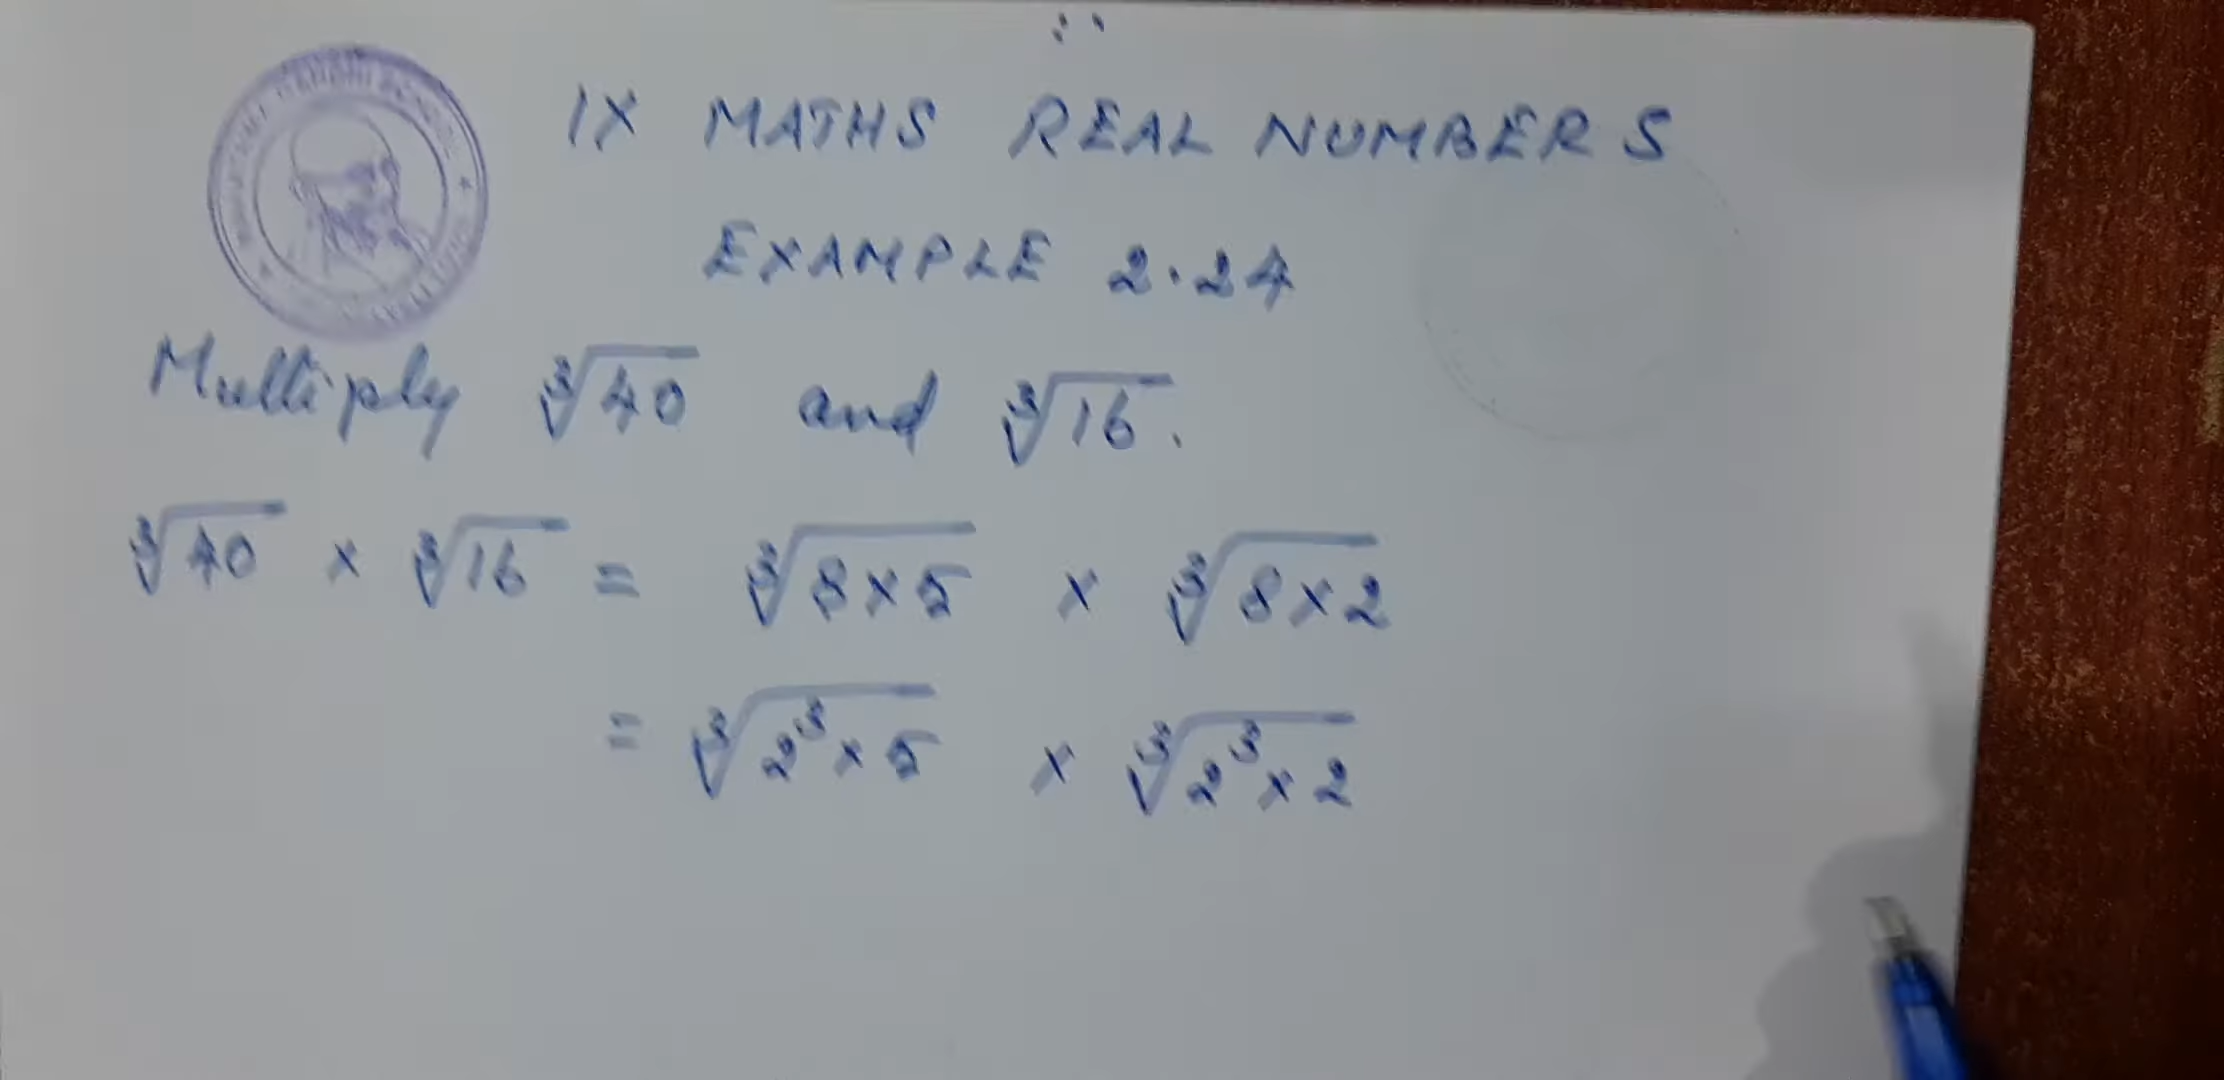 IX MATHS REAL NUMBERS
EXAMPLE 2.24
Multiply ∛40 and ∛16.
∛40 × ∛16 = ∛(8×5) × ∛(8×2)
= ∛(2³×5) × ∛(2³×2)